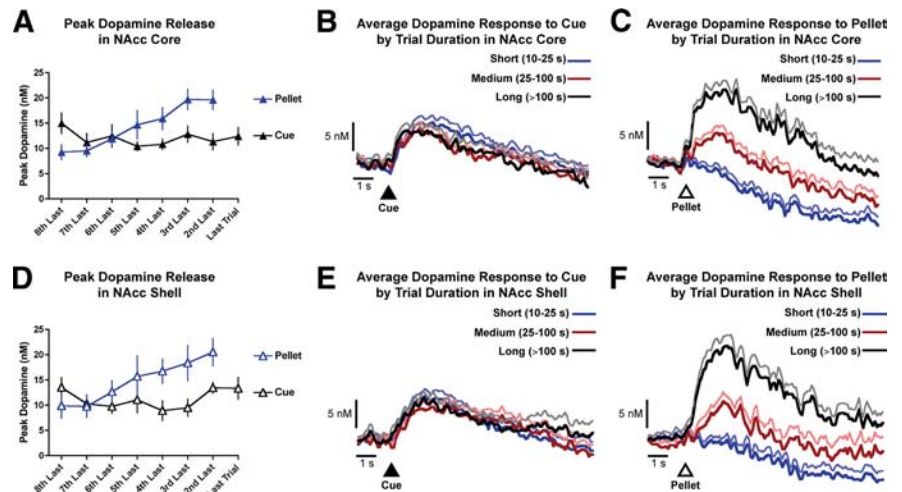 A
Peak Dopamine Release
in NAcc Core
Peak Dopamine (nM)
25
20
15
10
5
0
8th Last
7th Last
6th Last
5th Last
4th Last
3rd Last
2nd Last
Last Trial
Pellet
Cue
B
Average Dopamine Response to Cue
by Trial Duration in NAcc Core
Short (10-25 s)
Medium (25-100 s)
Long (>100 s)
5 nM
1 s
Cue
C
Average Dopamine Response to Pellet
by Trial Duration in NAcc Core
Short (10-25 s)
Medium (25-100 s)
Long (>100 s)
5 nM
1 s
Pellet
D
Peak Dopamine Release
in NAcc Shell
Peak Dopamine (nM)
25
20
15
10
5
0
8th Last
7th Last
6th Last
5th Last
4th Last
3rd Last
2nd Last
Last Trial
Pellet
Cue
E
Average Dopamine Response to Cue
by Trial Duration in NAcc Shell
Short (10-25 s)
Medium (25-100 s)
Long (>100 s)
5 nM
1 s
Cue
F
Average Dopamine Response to Pellet
by Trial Duration in NAcc Shell
Short (10-25 s)
Medium (25-100 s)
Long (>100 s)
5 nM
1 s
Pellet